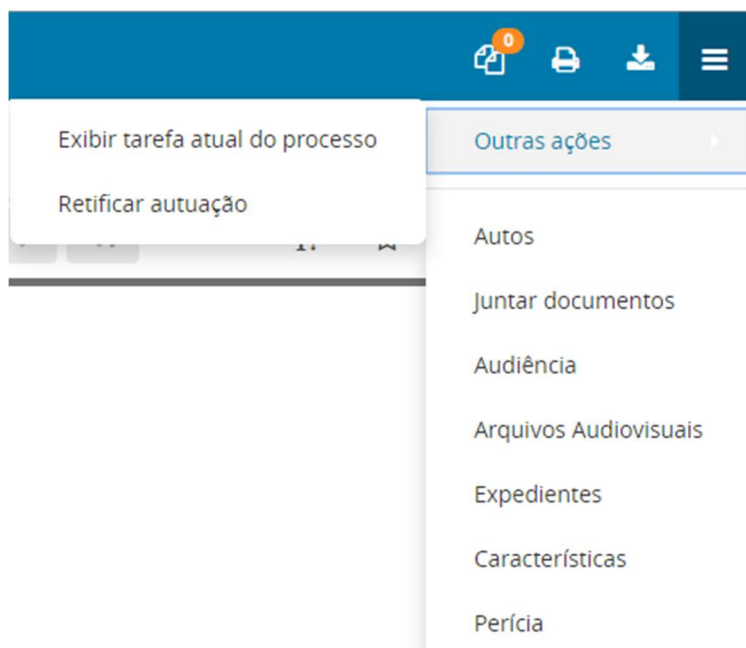 0
Exibir tarefa atual do processo
Outras ações
Retificar autuação
Autos
Juntar documentos
Audiência
Arquivos Audiovisuais
Expedientes
Características
Perícia